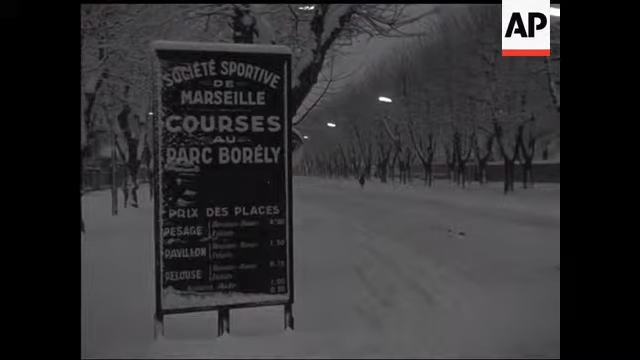 AP
SOCIÉTÉ SPORTIVE
DE
MARSEILLE
COURSES
AU
PARC BORÉLY
PRIX DES PLACES
PESAGE
PAVILLON
PELOUSE